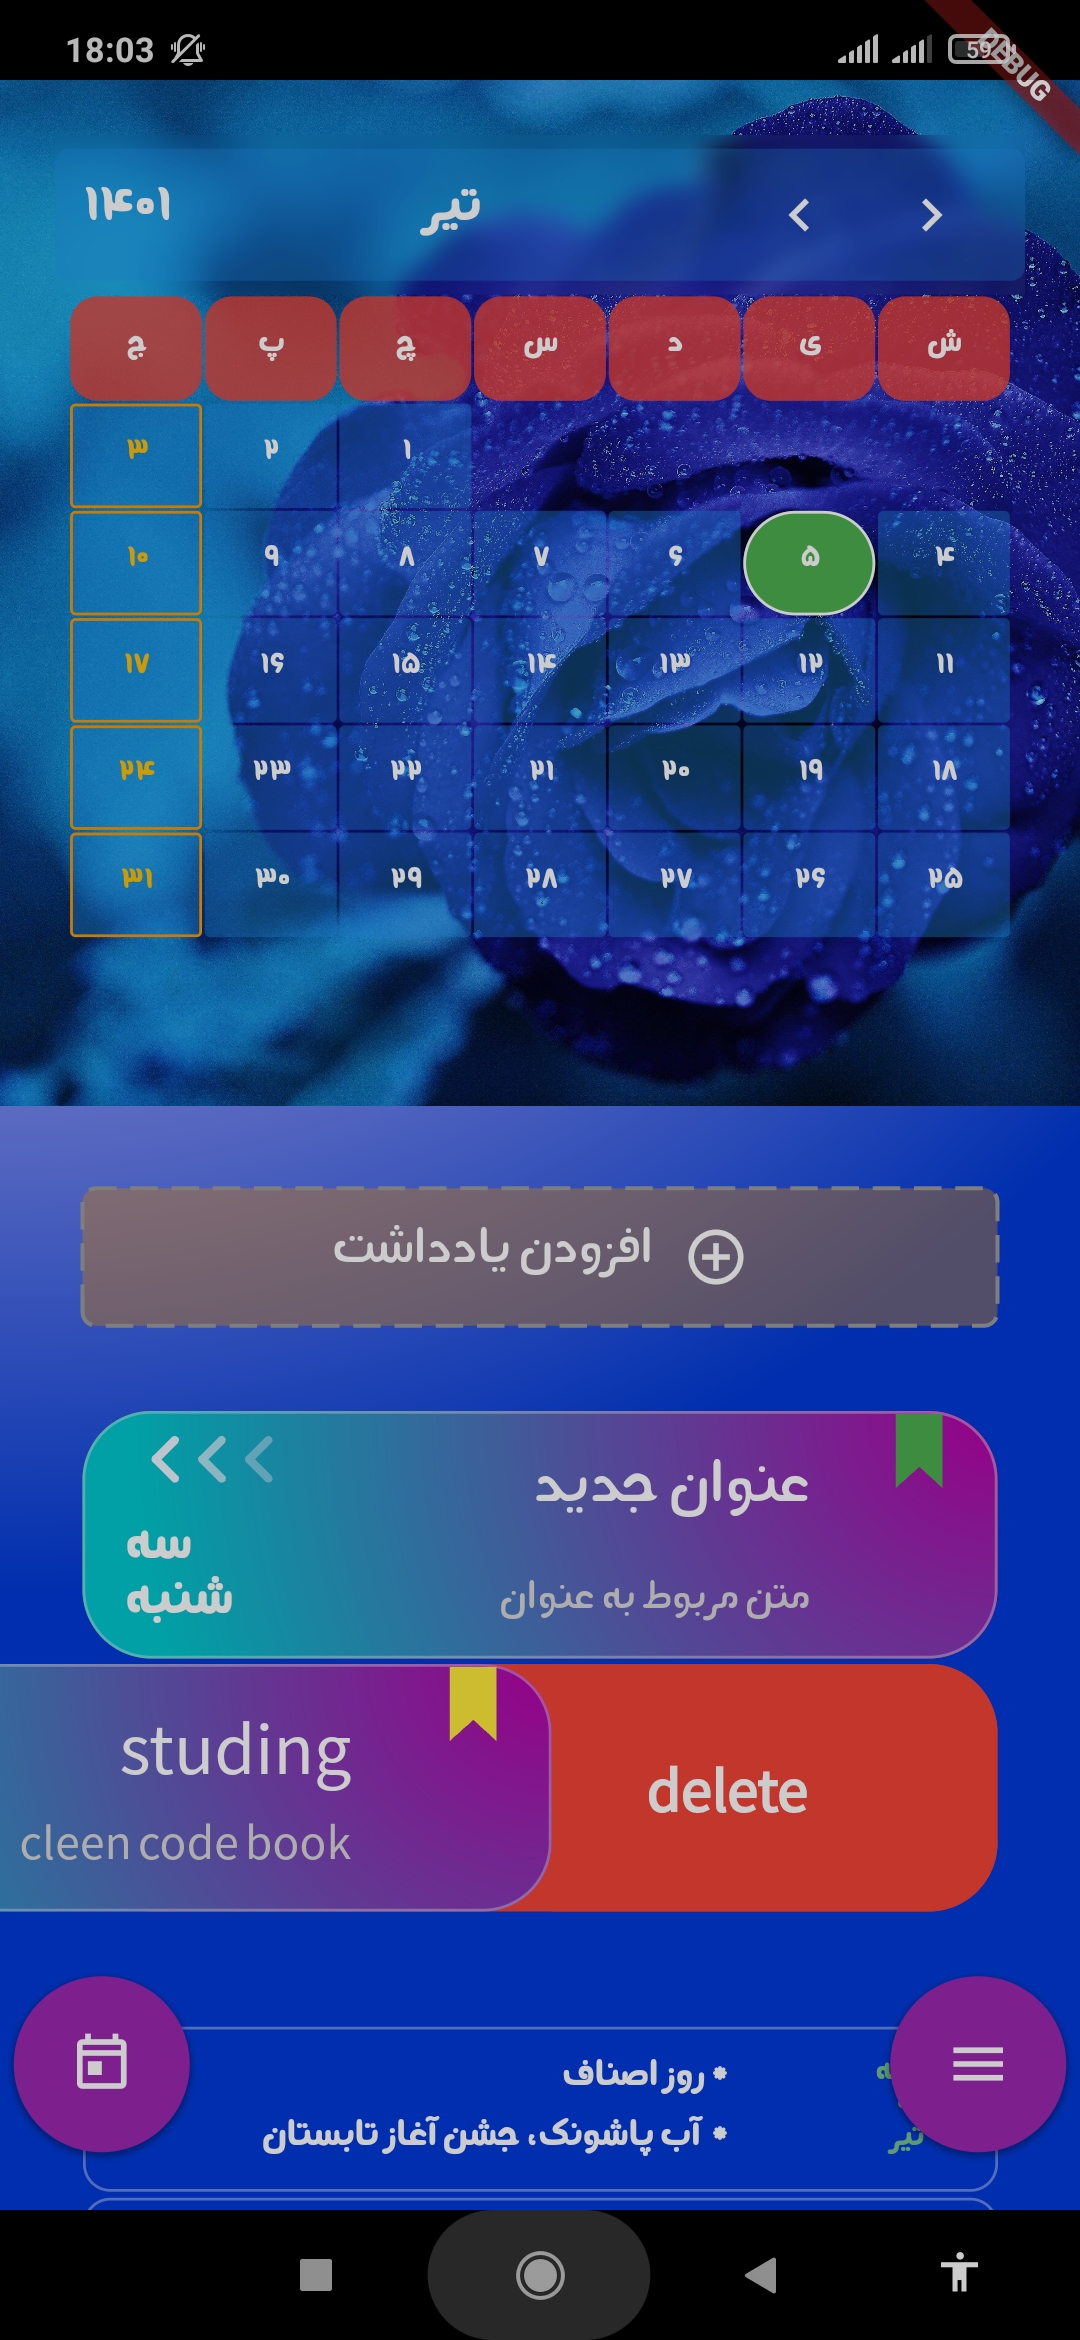 18:03
59
DEBUG
تیر
۱۴۰۱
ش ی د س چ پ ج
۱ ۲ ۳
۴ ۵ ۶ ۷ ۸ ۹ ۱۰
۱۱ ۱۲ ۱۳ ۱۴ ۱۵ ۱۶ ۱۷
۱۸ ۱۹ ۲۰ ۲۱ ۲۲ ۲۳ ۲۴
۲۵ ۲۶ ۲۷ ۲۸ ۲۹ ۳۰ ۳۱
افزودن یادداشت
عنوان جدید
متن مربوط به عنوان
سه
شنبه
studing
cleen code book
delete
* روز اصناف
* آب پاشونک، جشن آغاز تابستان
تیر